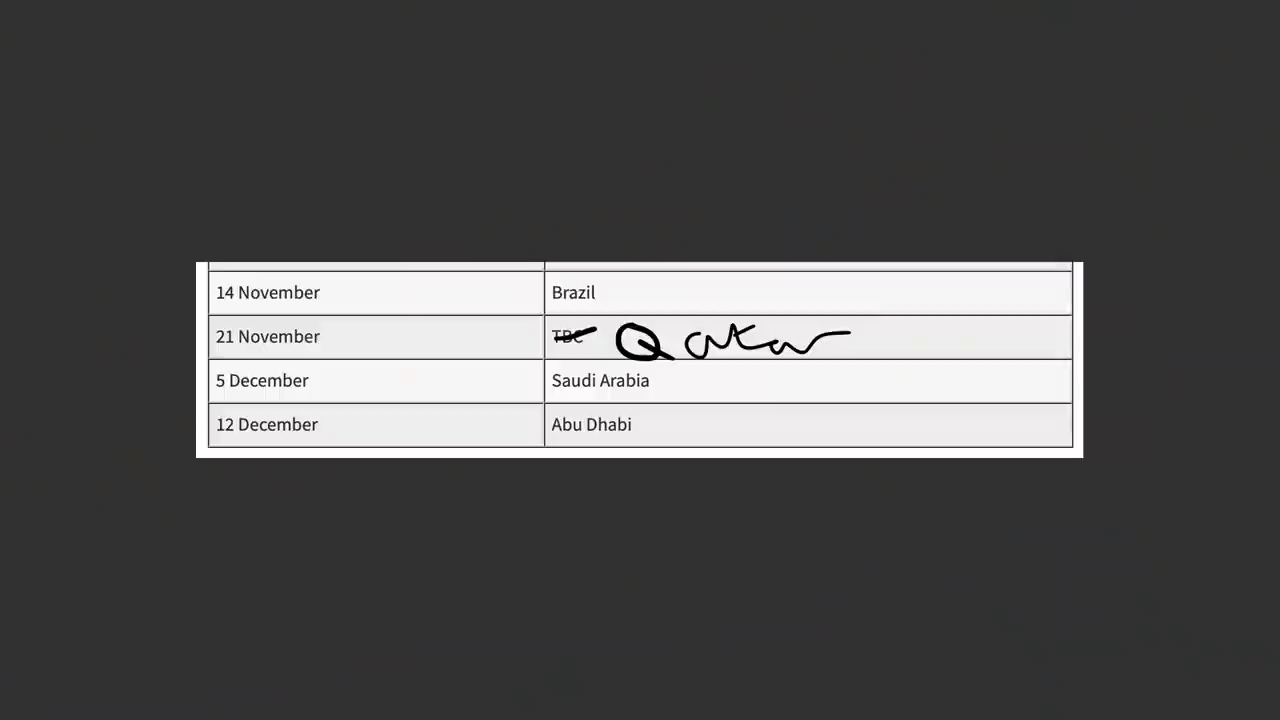 14 November Brazil
21 November TBC Qatar
5 December Saudi Arabia
12 December Abu Dhabi